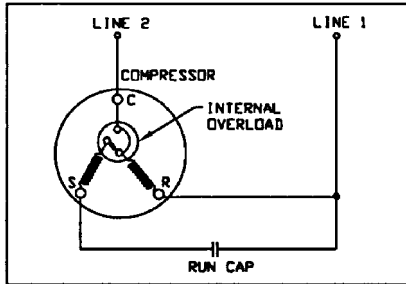 LINE 2
LINE 1
COMPRESSOR
C
INTERNAL
OVERLOAD
S
R
RUN CAP